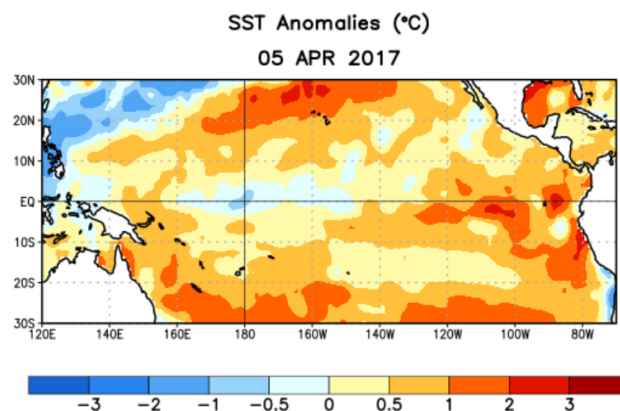 SST Anomalies (°C)
05 APR 2017
30N
20N
10N
EQ
10S
20S
30S
120E 140E 160E 180 160W 140W 120W 100W 80W
-3 -2 -1 -0.5 0 0.5 1 2 3